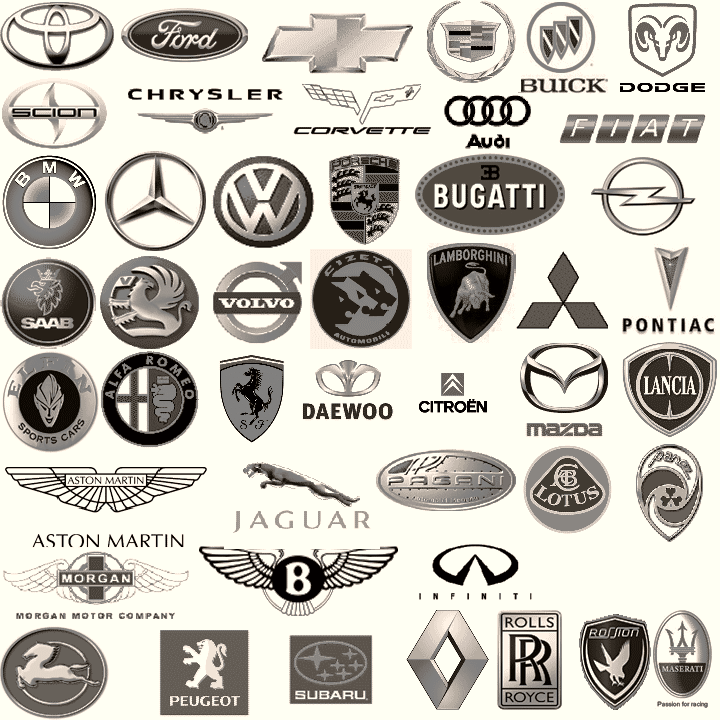 Ford
BUICK
DODGE
SCION
CHRYSLER
CORVETTE
Audi
FIAT
BMW
PORSCHE
BUGATTI
SAAB
V
VOLVO
CIZETA
AUTOMOBILI
LAMBORGHINI
PONTIAC
ELFIN
SPORTS CARS
ALFA ROMEO
S F
DAEWOO
CITROËN
mazda
LANCIA
ASTON MARTIN
ASTON MARTIN
JAGUAR
PAGANI
LOTUS
MORGAN
MORGAN MOTOR COMPANY
B
INFINITI
PEUGEOT
SUBARU
ROLLS
RR
ROYCE
ROSSION
MASERATI
Passion for racing